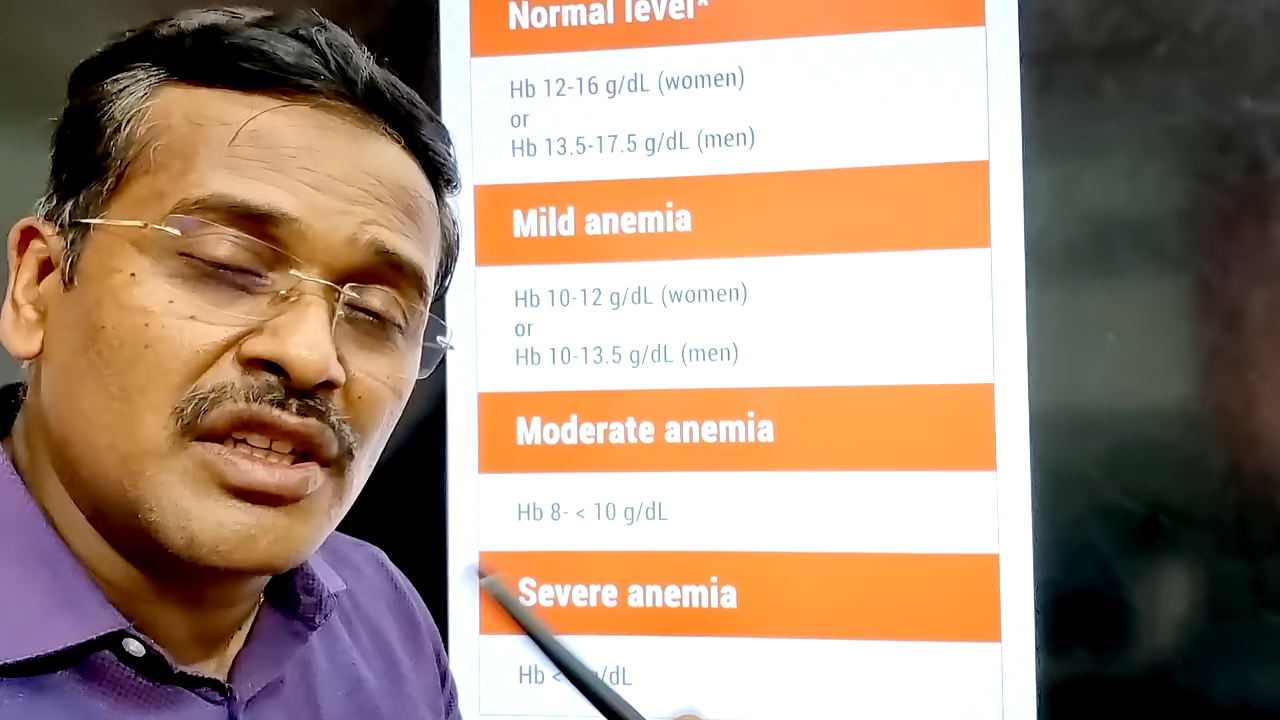 Normal level*
Hb 12-16 g/dL (women)
or
Hb 13.5-17.5 g/dL (men)
Mild anemia
Hb 10-12 g/dL (women)
or
Hb 10-13.5 g/dL (men)
Moderate anemia
Hb 8- < 10 g/dL
Severe anemia
Hb < /dL